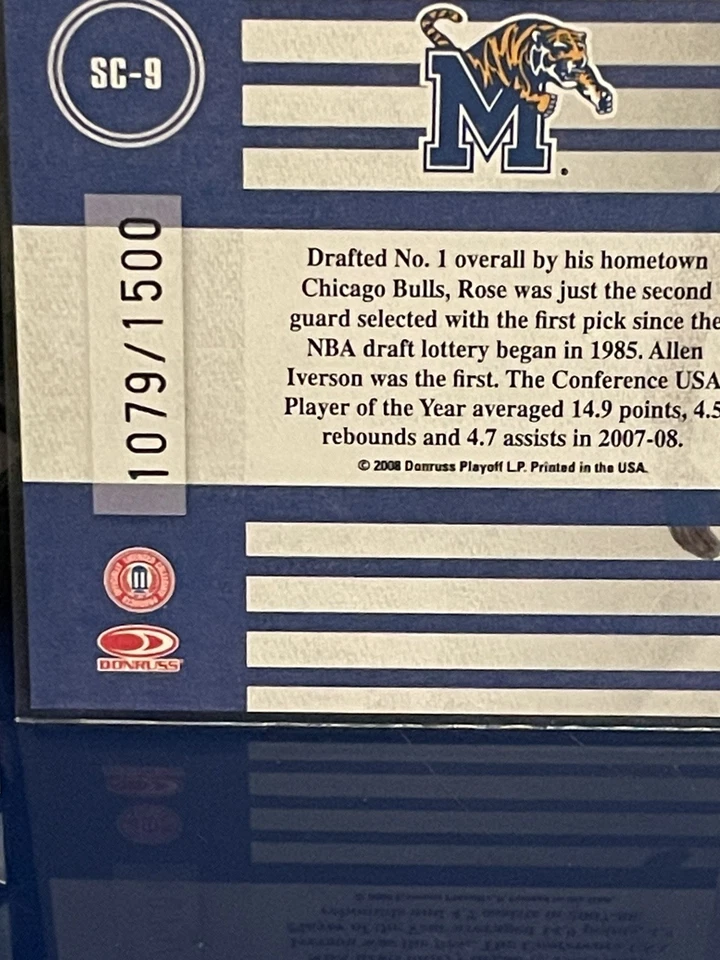 SC-9
M
1079/1500
Drafted No. 1 overall by his hometown
Chicago Bulls, Rose was just the second
guard selected with the first pick since the
NBA draft lottery began in 1985. Allen
Iverson was the first. The Conference USA
Player of the Year averaged 14.9 points, 4.5
rebounds and 4.7 assists in 2007-08.
© 2008 Donruss Playoff L.P. Printed in the USA.
DONRUSS